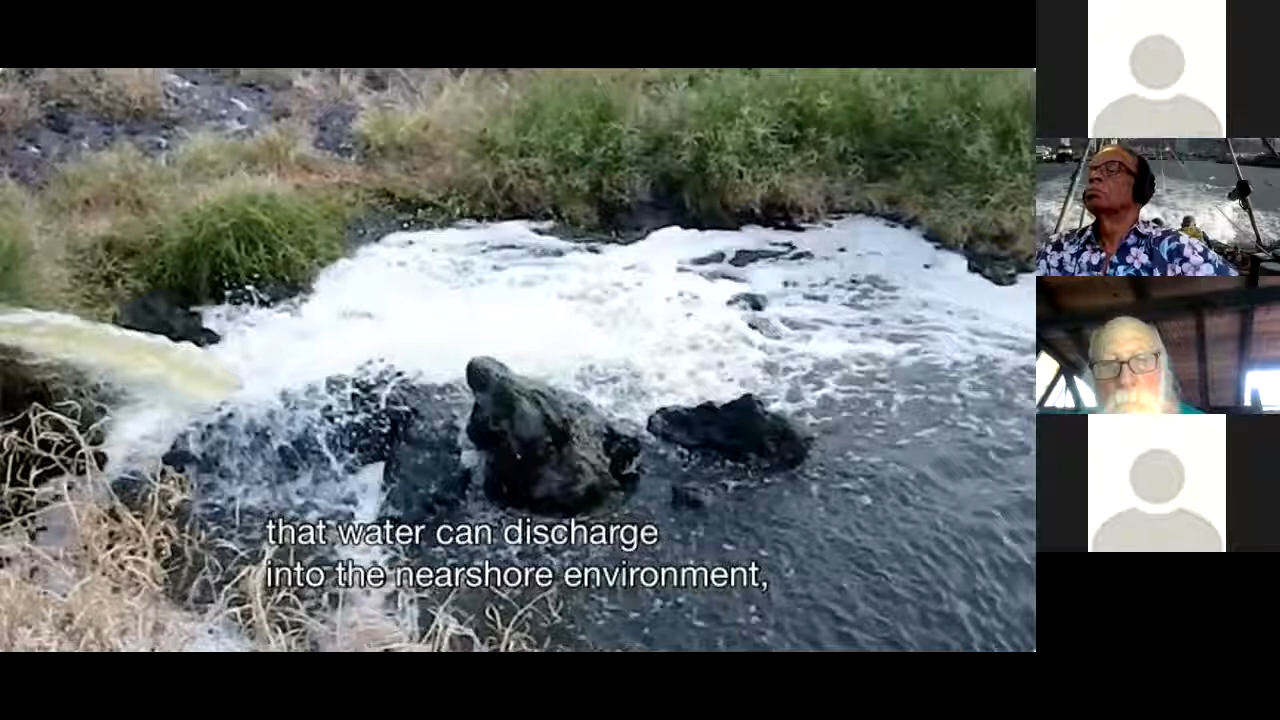 that water can discharge
into the nearshore environment,